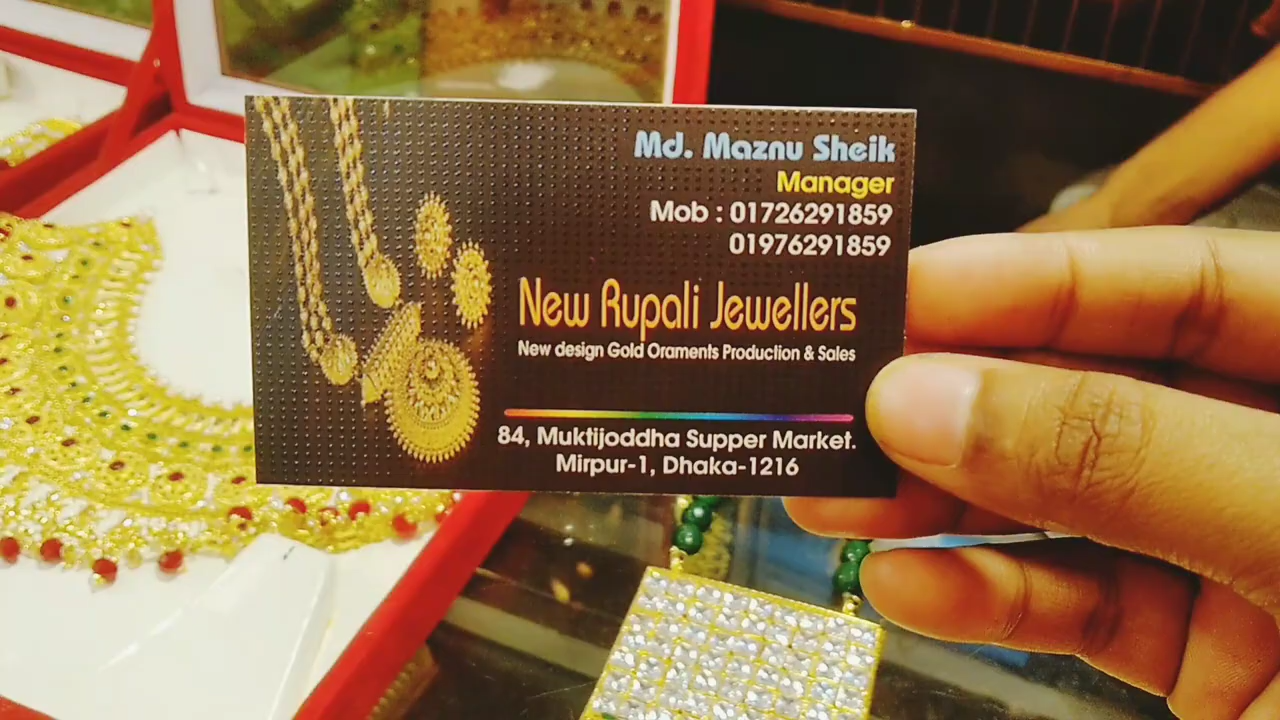 Md. Maznu Sheik
Manager
Mob : 01726291859
01976291859
New Rupali Jewellers
New design Gold Oraments Production & Sales
84, Muktijoddha Supper Market.
Mirpur-1, Dhaka-1216